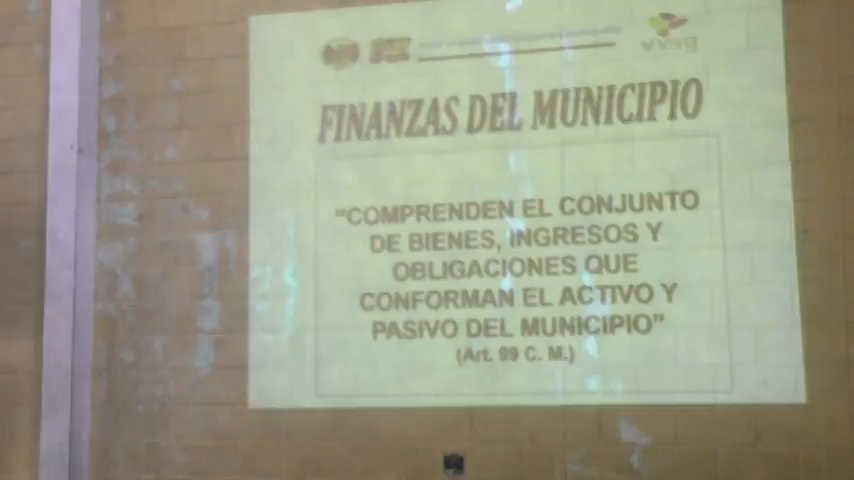 vvsg
FINANZAS DEL MUNICIPIO
“COMPRENDEN EL CONJUNTO
DE BIENES, INGRESOS Y
OBLIGACIONES QUE
CONFORMAN EL ACTIVO Y
PASIVO DEL MUNICIPIO”
(Art. 99 C. M.)